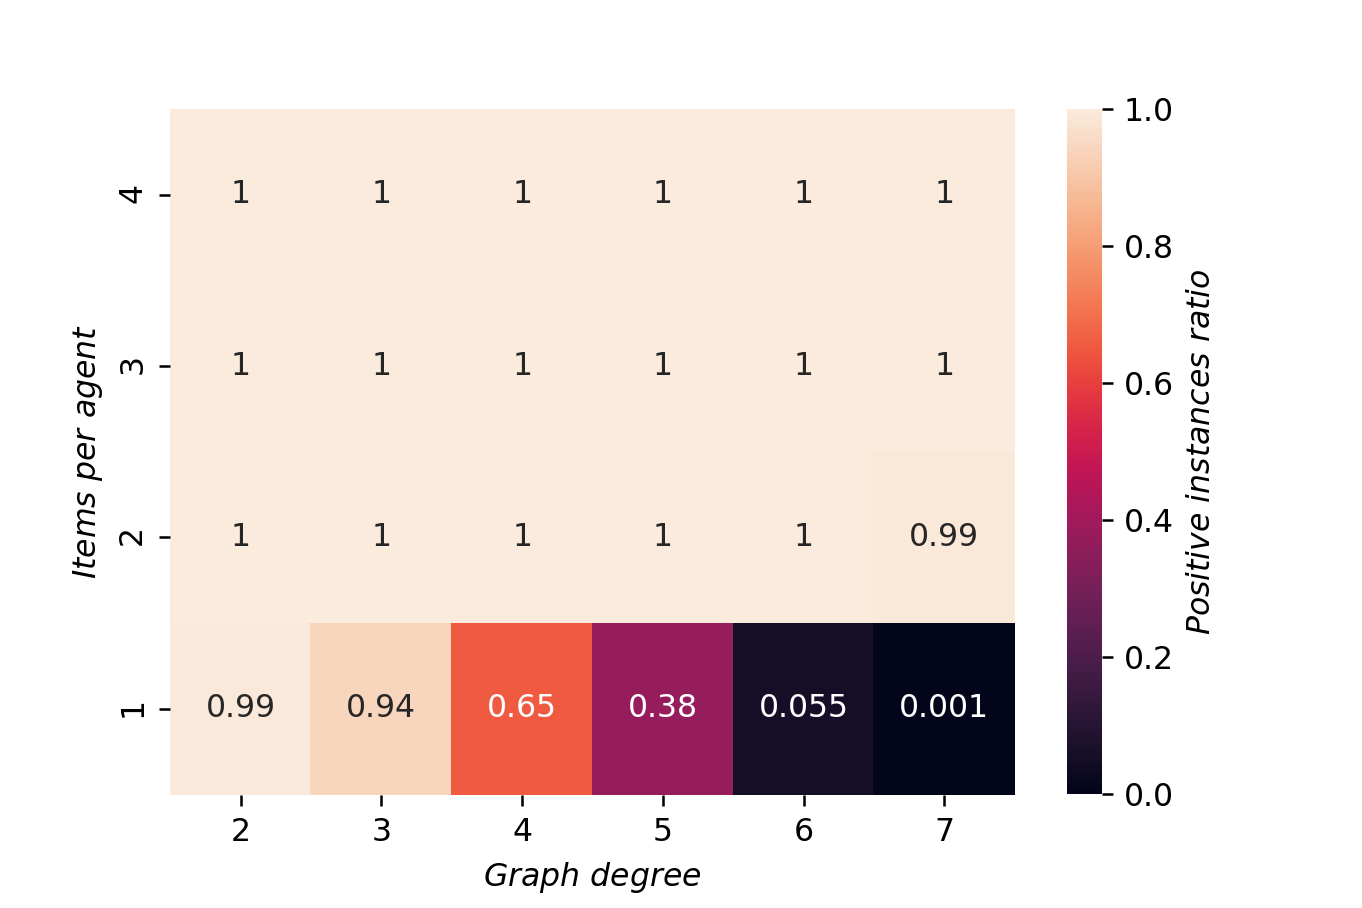 4 1 1 1 1 1 1
3 1 1 1 1 1 1
2 1 1 1 1 1 0.99
1 0.99 0.94 0.65 0.38 0.055 0.001
2 3 4 5 6 7
Graph degree
Items per agent
1.0
0.8
0.6
0.4
0.2
0.0
Positive instances ratio